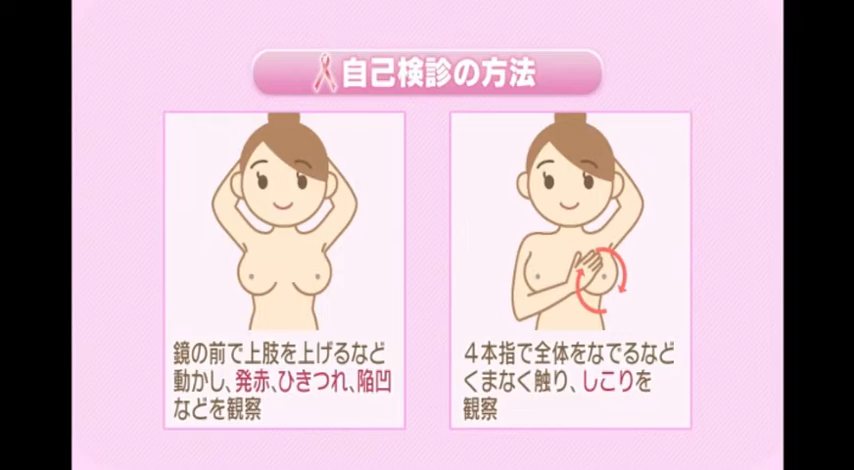 自己検診の方法
鏡の前で上肢を上げるなど
動かし、発赤、ひきつれ、陥凹
などを観察
4本指で全体をなでるなど
くまなく触り、しこりを
観察